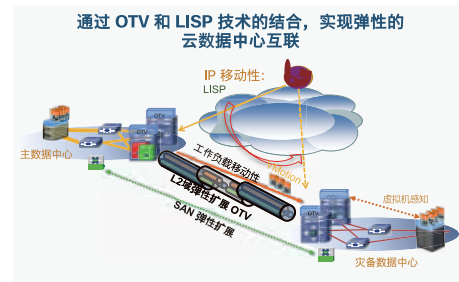 通过 OTV 和 LISP 技术的结合，实现弹性的
云数据中心互联
IP 移动性：
LISP
OTV
OTV
主数据中心
工作负载移动性
vMotion
L2域弹性扩展 OTV
SAN 弹性扩展
OTV
OTV
虚拟机感知
灾备数据中心